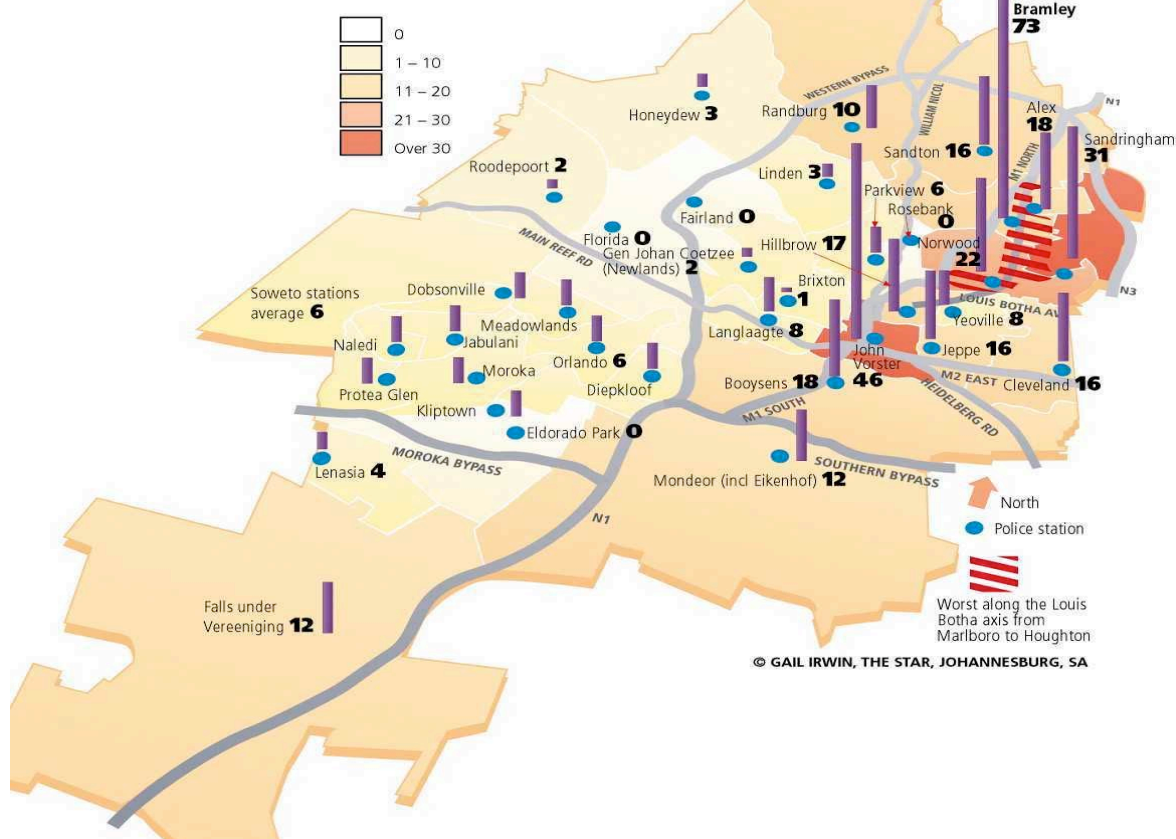 Bramley
73
0
1 – 10
11 – 20
21 – 30
Over 30
WESTERN BYPASS
WILLIAM NICOL
N1
Honeydew 3
Randburg 10
Alex
18
Sandringham
31
Sandton 16
M1 NORTH
Roodepoort 2
Linden 3
Parkview 6
Rosebank
0
Fairland 0
Florida 0
Gen Johan Coetzee
(Newlands) 2
Hillbrow 17
Norwood
22
MAIN REEF RD
Brixton
1
N3
LOUIS BOTHA AV
Soweto stations
average 6
Dobsonville
Meadowlands
Langlaagte 8
Yeoville 8
Naledi
Jabulani
Orlando 6
John
Vorster
46
Jeppe 16
Moroka
Diepkloof
Booysens 18
M2 EAST
Cleveland 16
Protea Glen
Kliptown
M1 SOUTH
HEIDELBERG RD
Eldorado Park 0
Lenasia 4
MOROKA BYPASS
SOUTHERN BYPASS
Mondeor (incl Eikenhof) 12
North
N1
Police station
Falls under
Vereeniging 12
Worst along the Louis
Botha axis from
Marlboro to Houghton
© GAIL IRWIN, THE STAR, JOHANNESBURG, SA